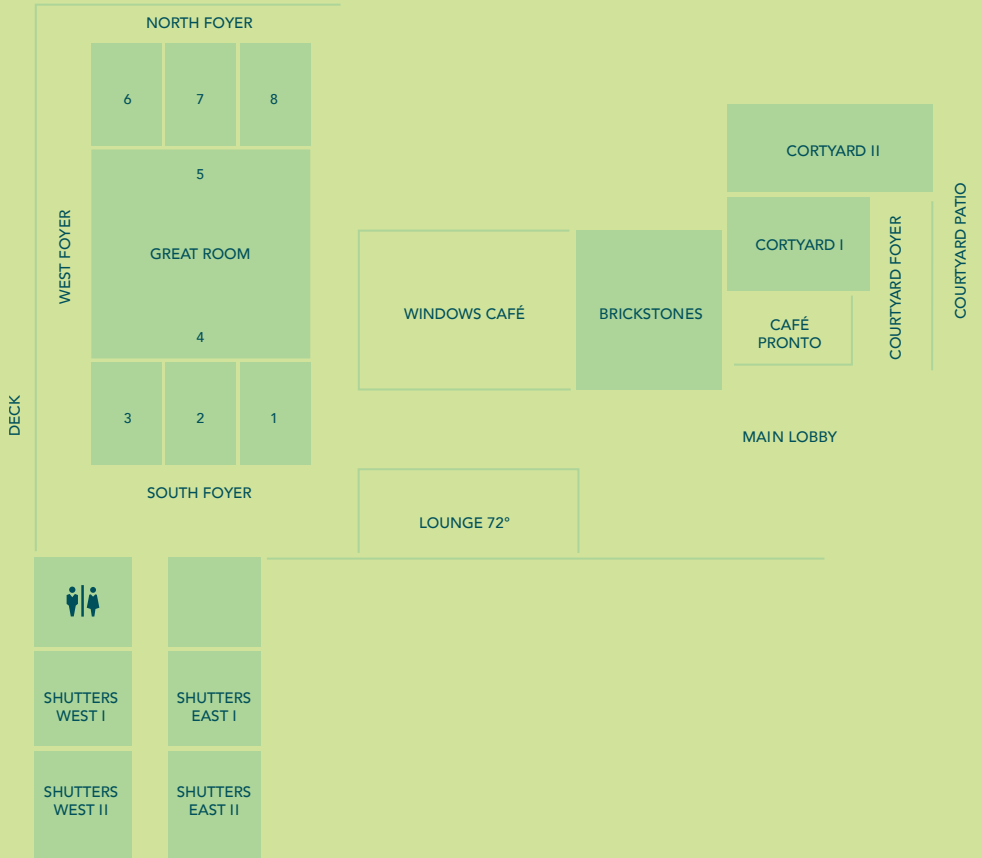 NORTH FOYER
6
7
8
5
GREAT ROOM
4
3
2
1
SOUTH FOYER
WEST FOYER
DECK
WINDOWS CAFÉ
BRICKSTONES
CORTYARD II
CORTYARD I
CAFÉ
PRONTO
COURTYARD FOYER
COURTYARD PATIO
MAIN LOBBY
LOUNGE 72°
SHUTTERS
WEST I
SHUTTERS
EAST I
SHUTTERS
WEST II
SHUTTERS
EAST II